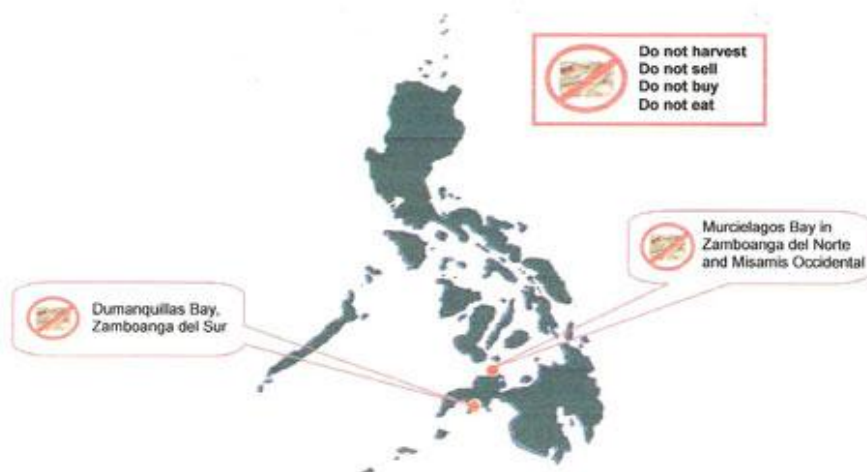 Do not harvest
Do not sell
Do not buy
Do not eat
Murcielagos Bay in
Zamboanga del Norte
and Misamis Occidental
Dumanquillas Bay,
Zamboanga del Sur